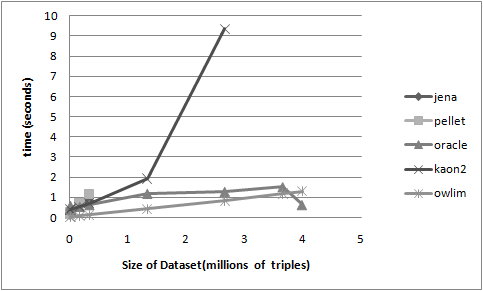 10
9
8
7
6
5
4
3
2
1
0
time (seconds)
0 1 2 3 4 5
Size of Dataset(millions of triples)
jena
pellet
oracle
kaon2
owlim